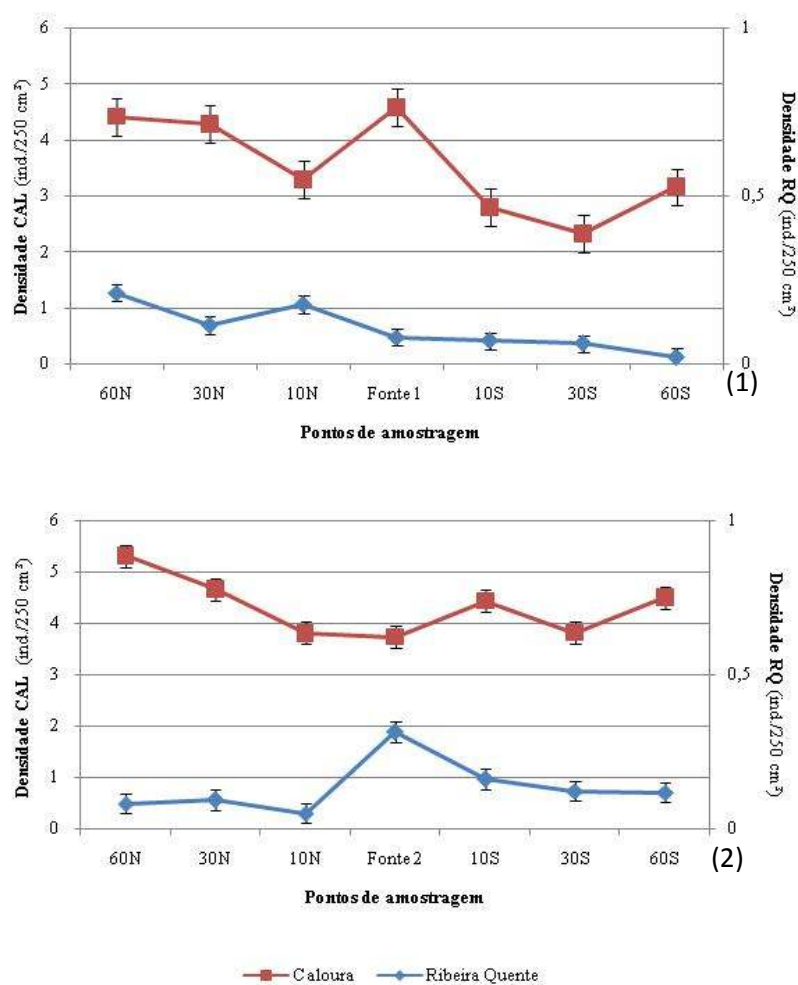 6
5
4
3
2
1
0
Densidade CAL (ind./250 cm³)
1
0,5
0
Densidade RQ (ind./250 cm³)
60N 30N 10N Fonte 1 10S 30S 60S
(1)
Pontos de amostragem
6
5
4
3
2
1
0
Densidade CAL (ind./250 cm³)
1
0,5
0
Densidade RQ (ind./250 cm³)
60N 30N 10N Fonte 2 10S 30S 60S
(2)
Pontos de amostragem
Caloura Ribeira Quente